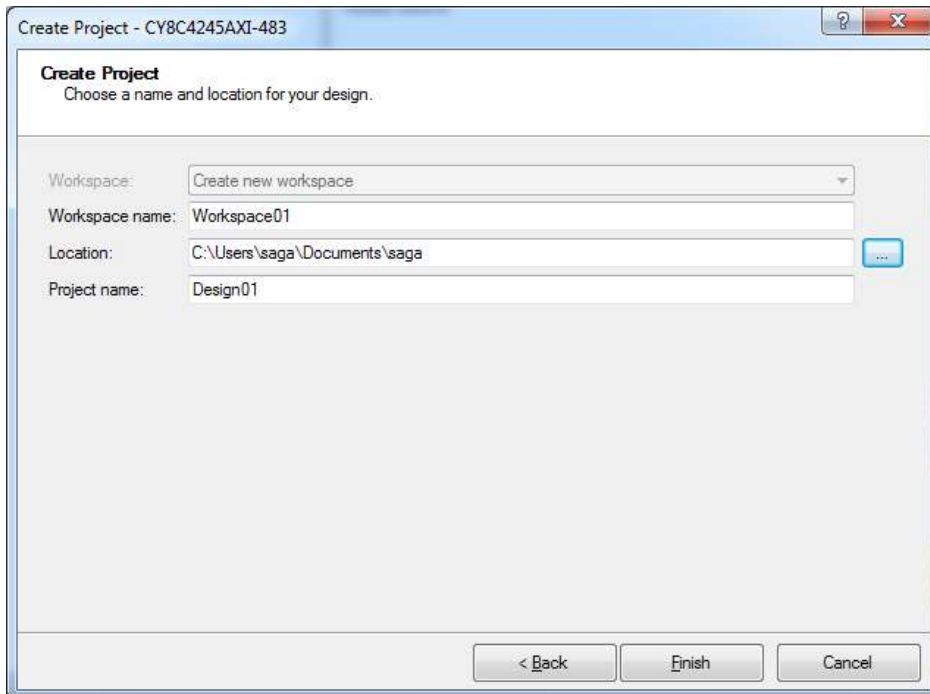 Create Project - CY8C4245AXI-483
Create Project
Choose a name and location for your design.
Workspace: Create new workspace
Workspace name: Workspace01
Location: C:\Users\saga\Documents\saga ...
Project name: Design01
< Back Finish Cancel